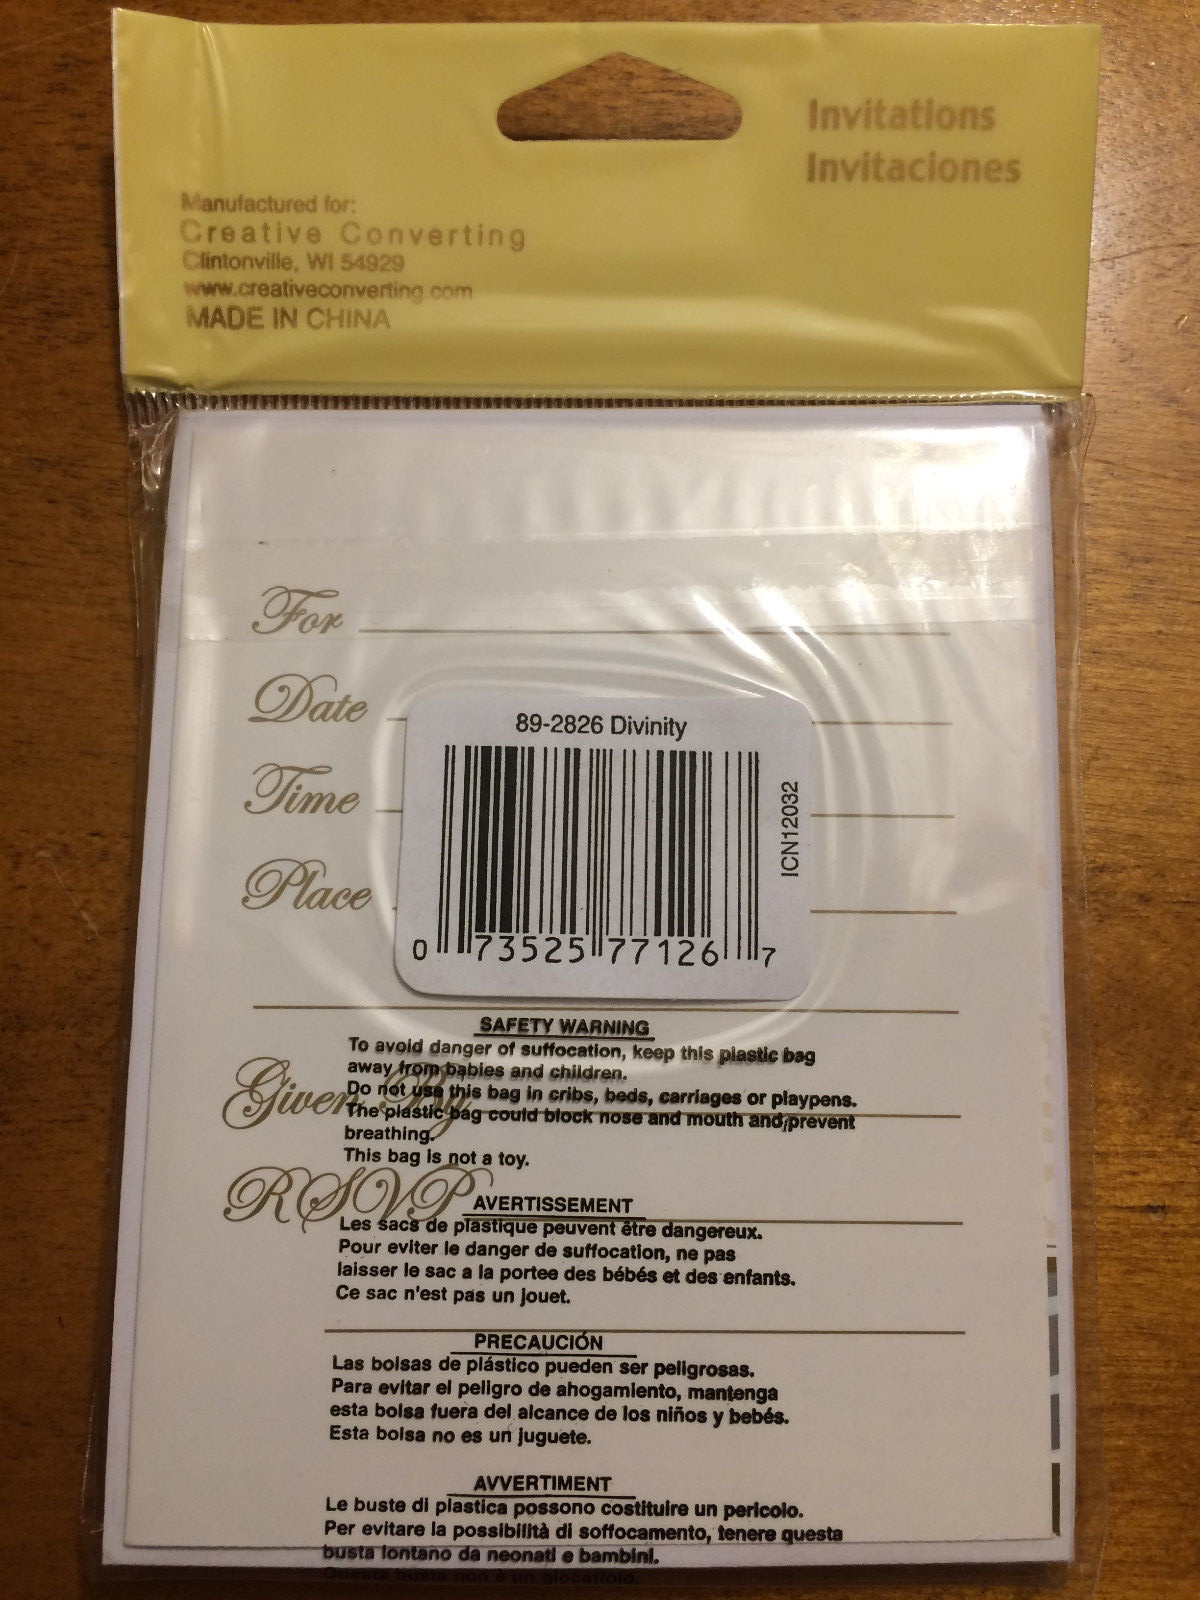 Invitations
Invitaciones
Manufactured for:
Creative Converting
Clintonville, WI 54929
www.creativeconverting.com
MADE IN CHINA
For
Date
Time
Place
89-2826 Divinity
ICN12032
0 73525 77126 7
Given By
RSVP
SAFETY WARNING
To avoid danger of suffocation, keep this plastic bag
away from babies and children.
Do not use this bag in cribs, beds, carriages or playpens.
The plastic bag could block nose and mouth and prevent
breathing.
This bag is not a toy.
AVERTISSEMENT
Les sacs de plastique peuvent être dangereux.
Pour eviter le danger de suffocation, ne pas
laisser le sac a la portee des bébés et des enfants.
Ce sac n'est pas un jouet.
PRECAUCIÓN
Las bolsas de plástico pueden ser peligrosas.
Para evitar el peligro de ahogamiento, mantenga
esta bolsa fuera del alcance de los niños y bebés.
Esta bolsa no es un juguete.
AVVERTIMENT
Le buste di plastica possono costituire un pericolo.
Per evitare la possibilità di soffocamento, tenere questa
busta lontano da neonati e bambini.
Questa busta non è un giocattolo.